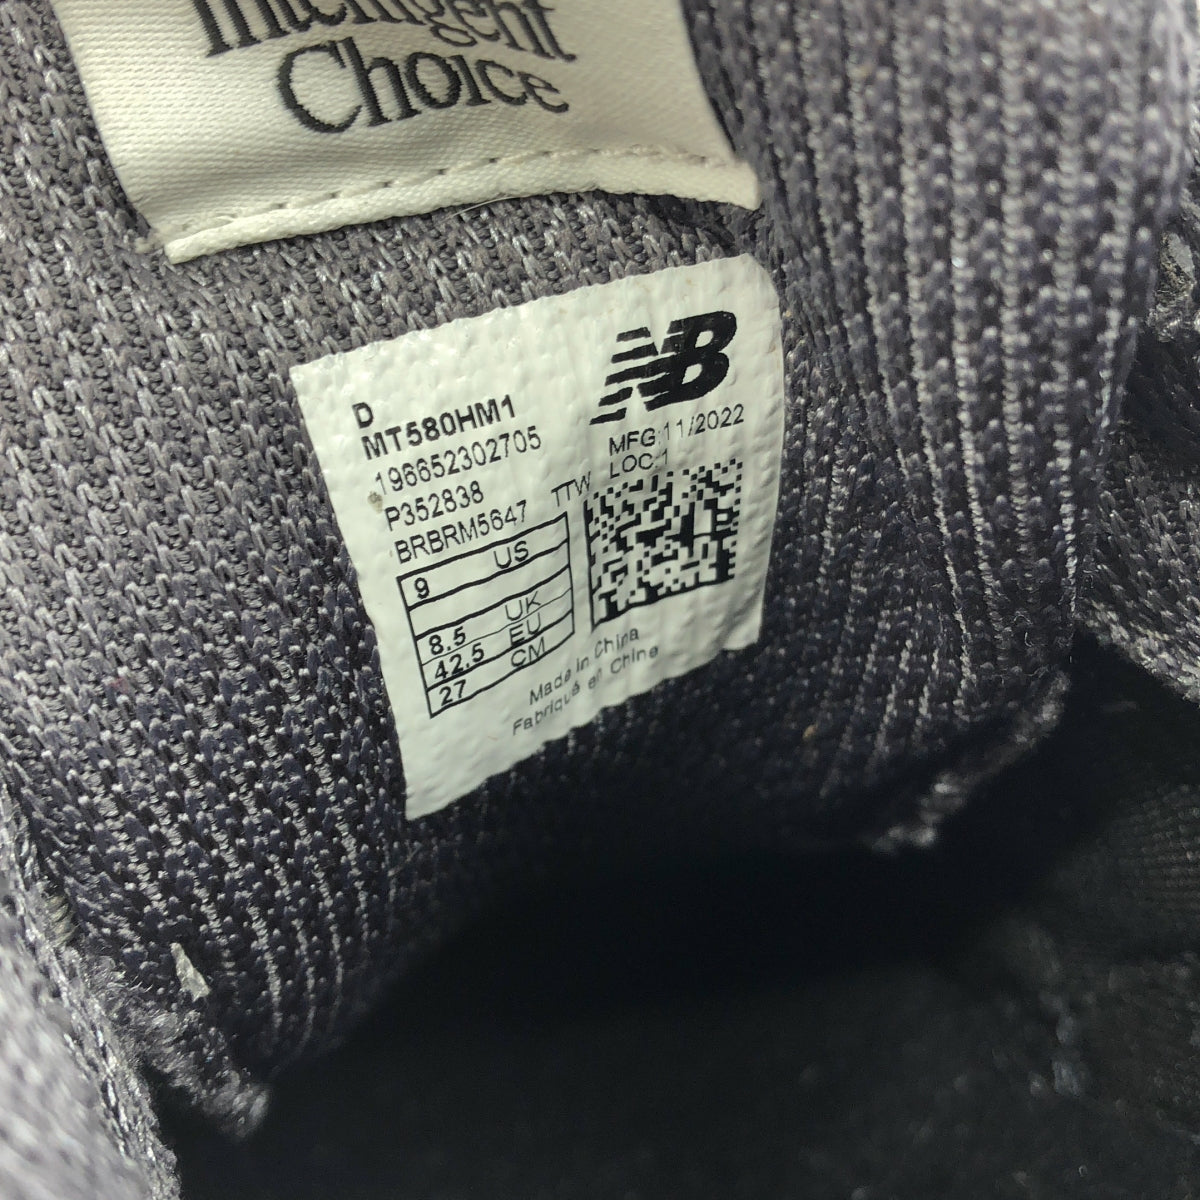 Intelligent
Choice
NB
D
MT580HM1
196652302705
P352838
BRBRM5647 TTW
MFG:11/2022
LOC:1
9 US
8.5 UK
42.5 EU
27 CM
Made in China
Fabriqué en Chine